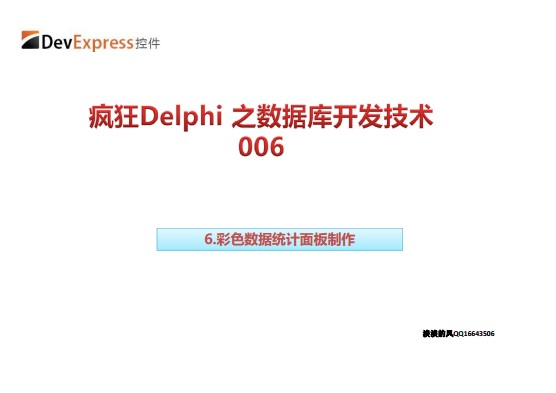 DevExpress控件
疯狂Delphi 之数据库开发技术
006
6.彩色数据统计面板制作
淡淡的风QQ16643506